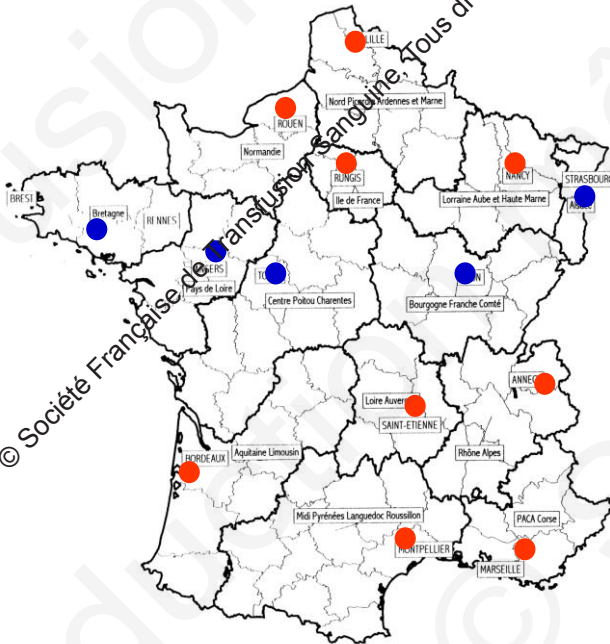 LILLE
Nord Picardie Ardennes et Marne
ROUEN
Normandie
RUNGIS
Ile de France
NANCY
Lorraine Aube et Haute Marne
STRASBOURG
Alsace
BREST
Bretagne
RENNES
ANGERS
Pays de Loire
Centre Poitou Charentes
Bourgogne Franche Comté
ANNECY
Loire Auvergne
SAINT-ETIENNE
Rhône Alpes
BORDEAUX
Aquitaine Limousin
Midi Pyrénées Languedoc Roussillon
MONTPELLIER
PACA Corse
MARSEILLE
© Société Française de Transfusion Sanguine. Tous